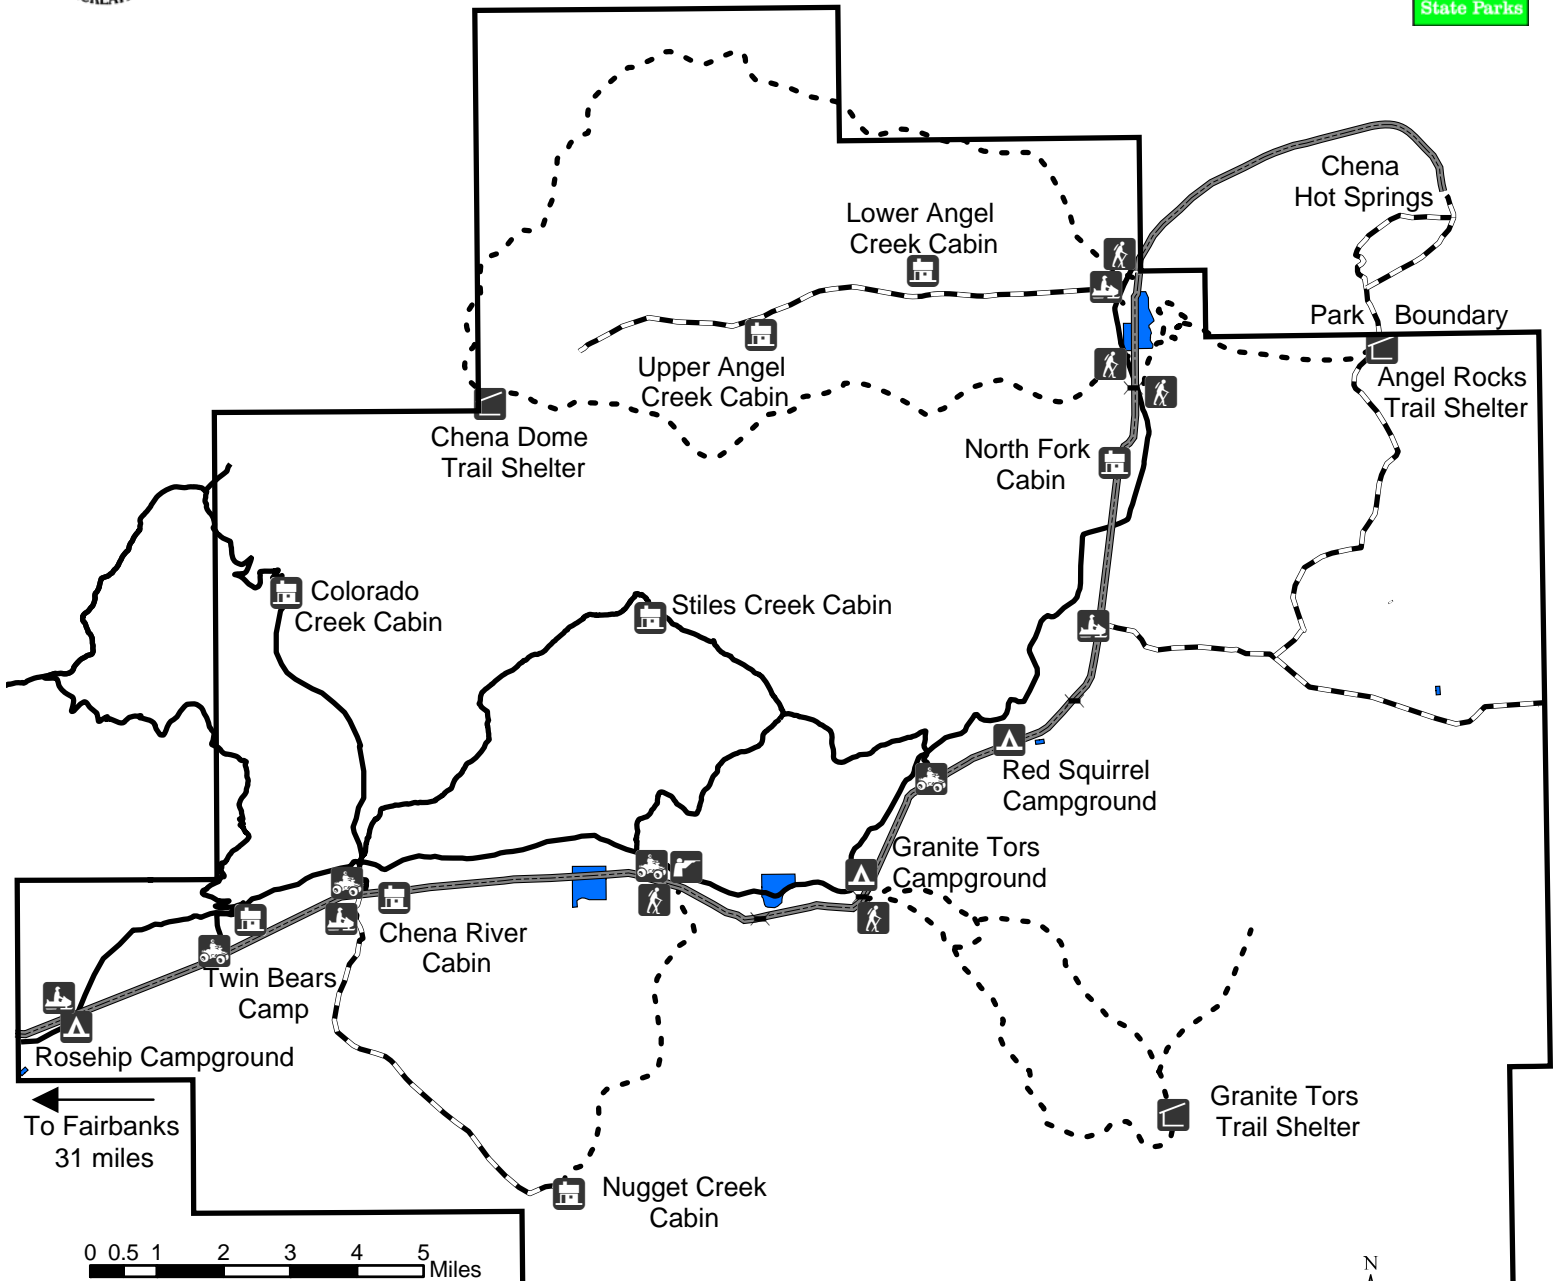 State Parks
Chena
Hot Springs
Lower Angel
Creek Cabin
Park Boundary
Upper Angel
Creek Cabin
Angel Rocks
Trail Shelter
Chena Dome
Trail Shelter
North Fork
Cabin
Colorado
Creek Cabin
Stiles Creek Cabin
Red Squirrel
Campground
Granite Tors
Campground
Chena River
Cabin
Twin Bears
Camp
Rosehip Campground
To Fairbanks
31 miles
Granite Tors
Trail Shelter
Nugget Creek
Cabin
0 0.5 1 2 3 4 5
Miles
N